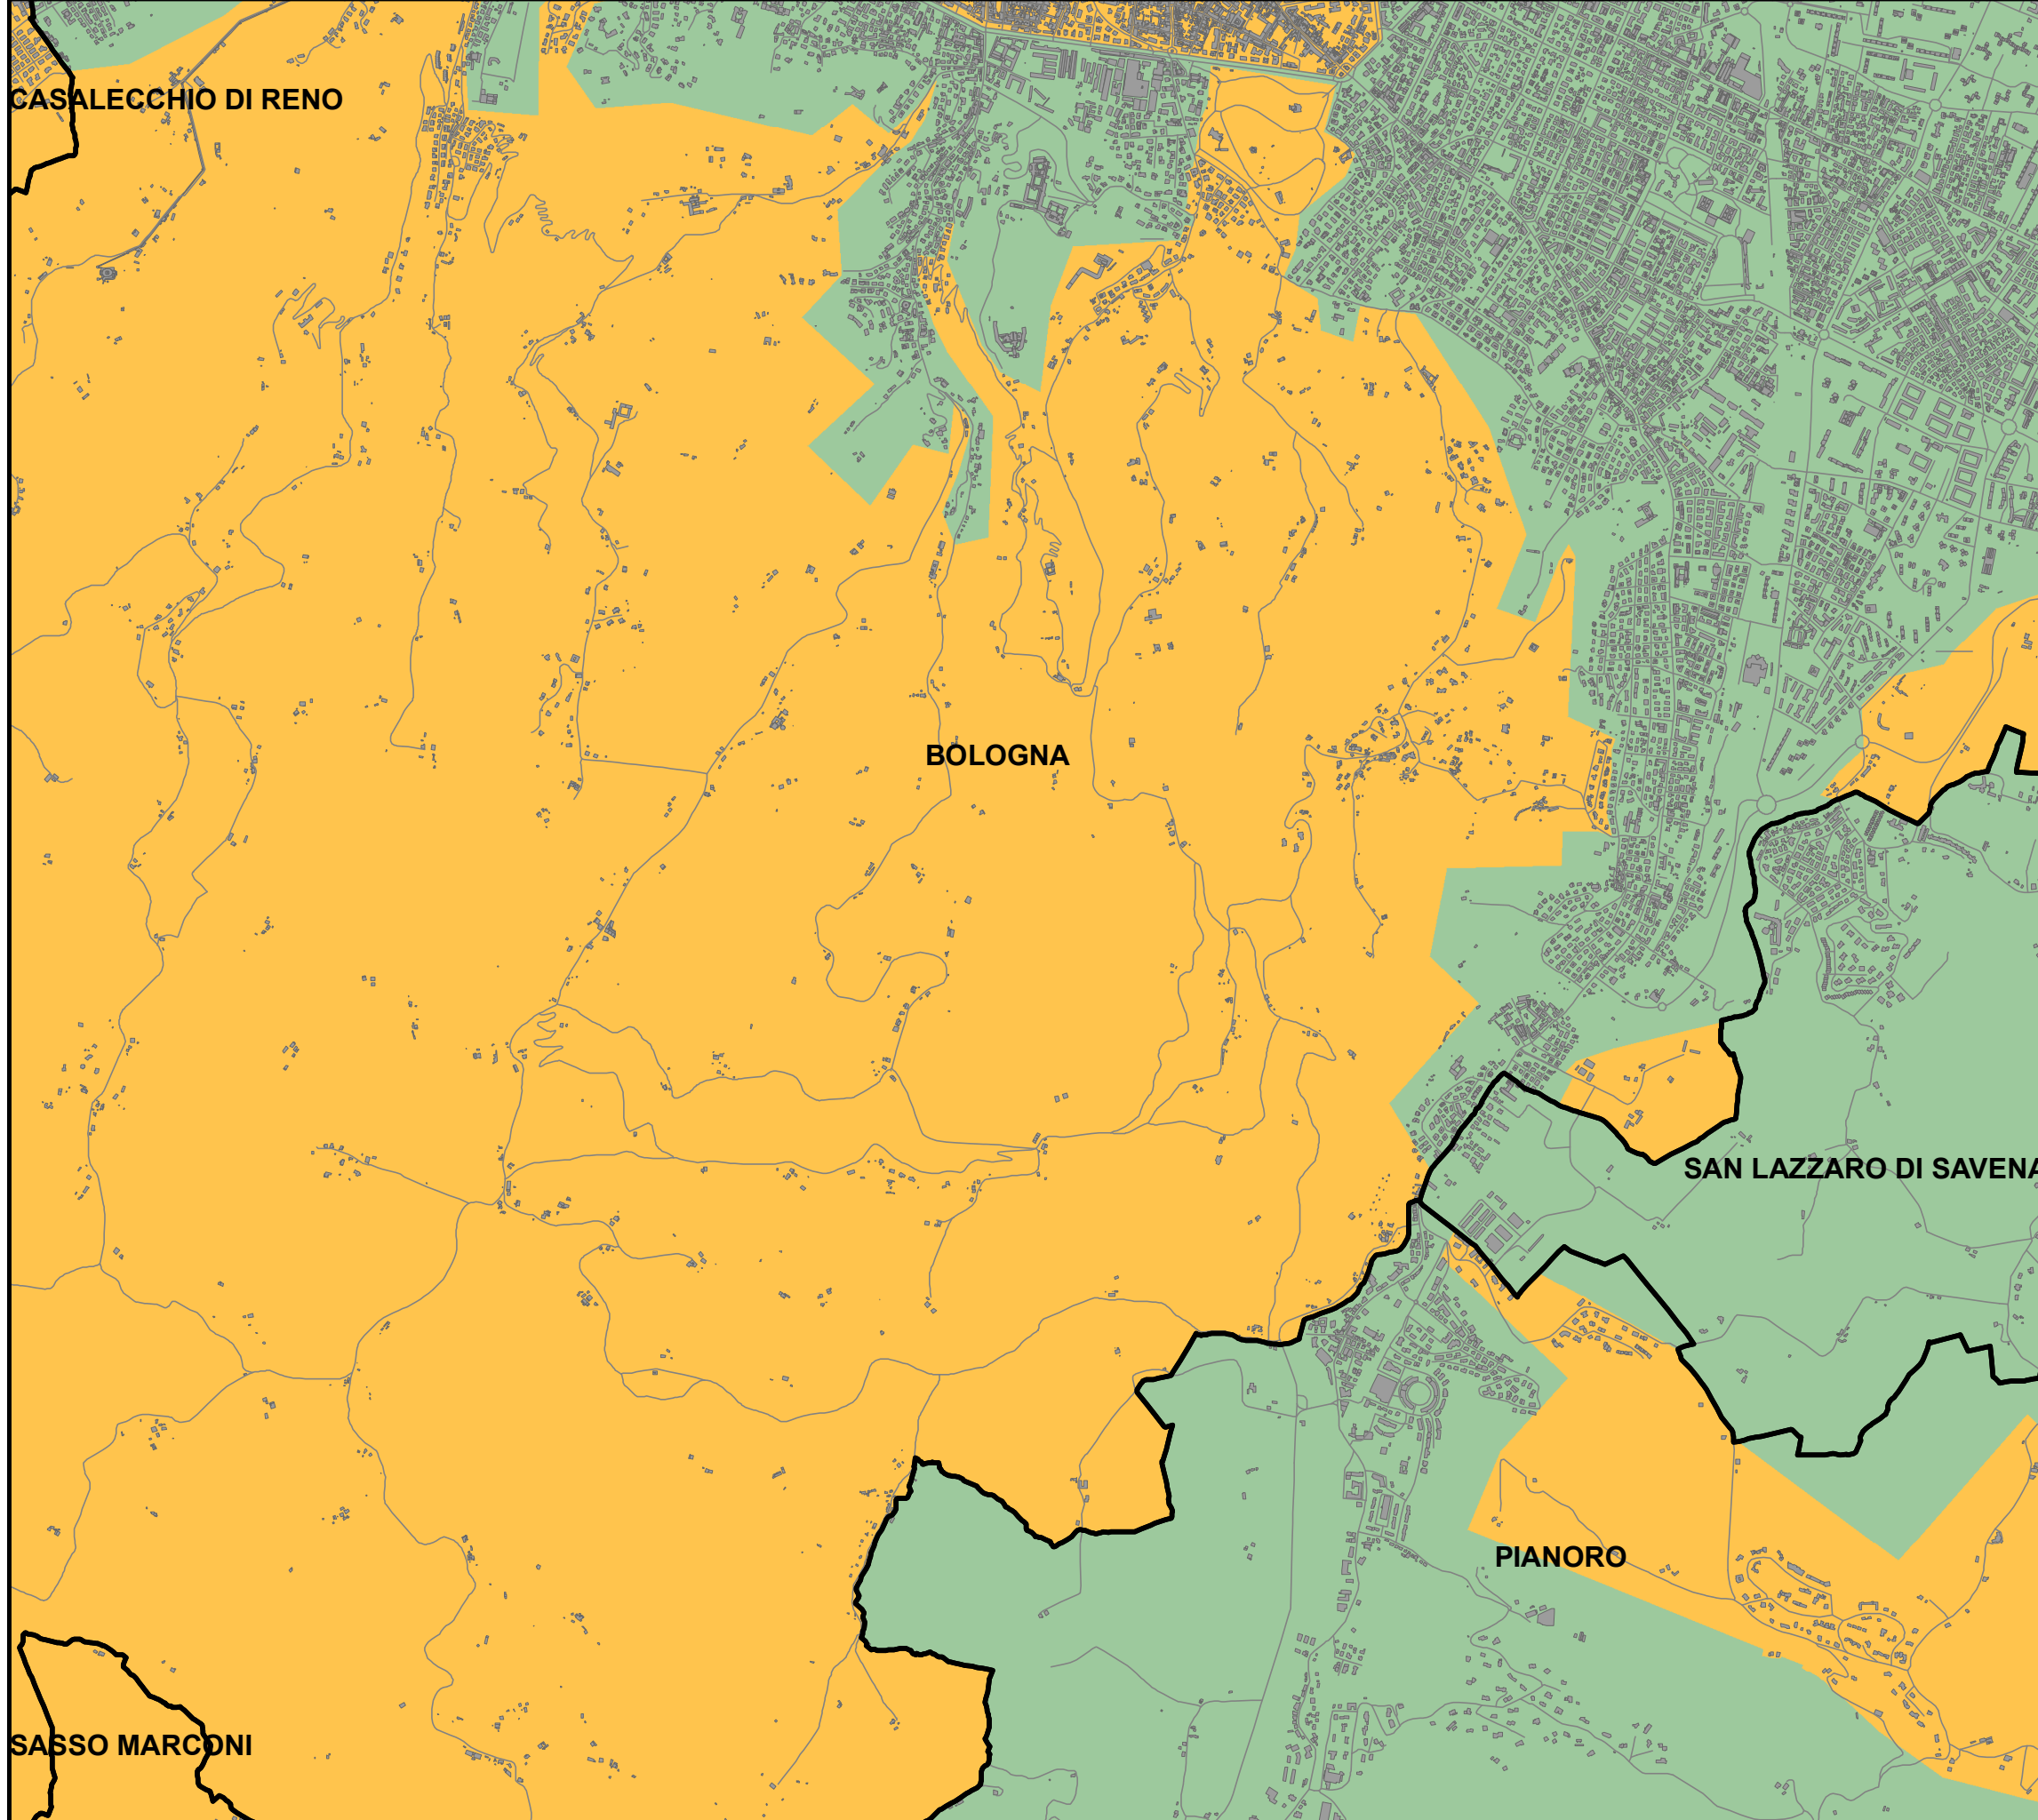 CASALECCHIO DI RENO
BOLOGNA
SAN LAZZARO DI SAVENA
PIANORO
SASSO MARCONI